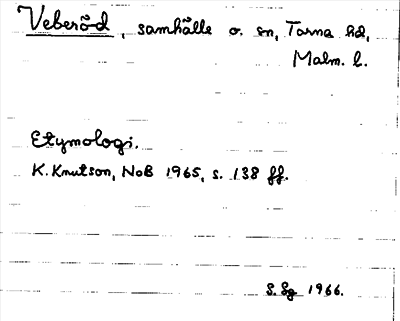 Veberöd, samhälle o. sn, Torna hd,
Malm. l.
Etymologi.
K. Knutson, NoB 1965, s. 138 ff.
S. Sg 1966.